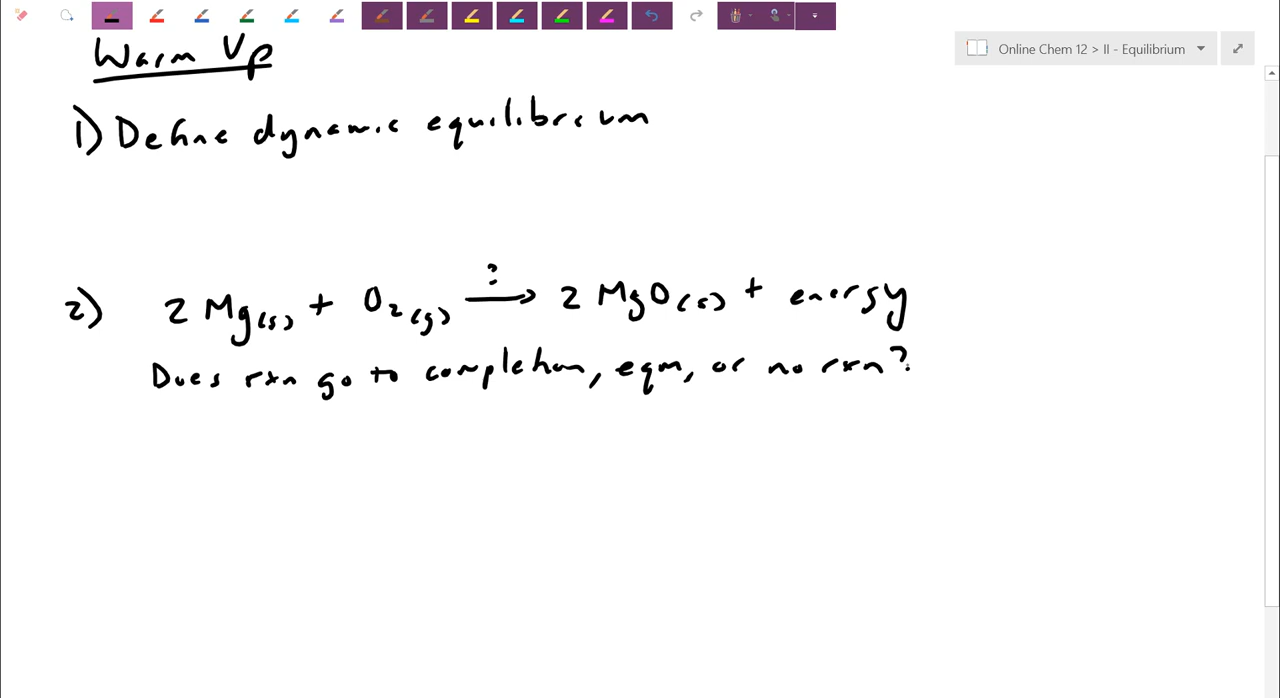 Online Chem 12 > II - Equilibrium
Warm Up
1) Define dynamic equilibrium
2) 2 Mg(s) + O2(g) ?→ 2 MgO(s) + energy
Does rxn go to completion, eqm, or no rxn?